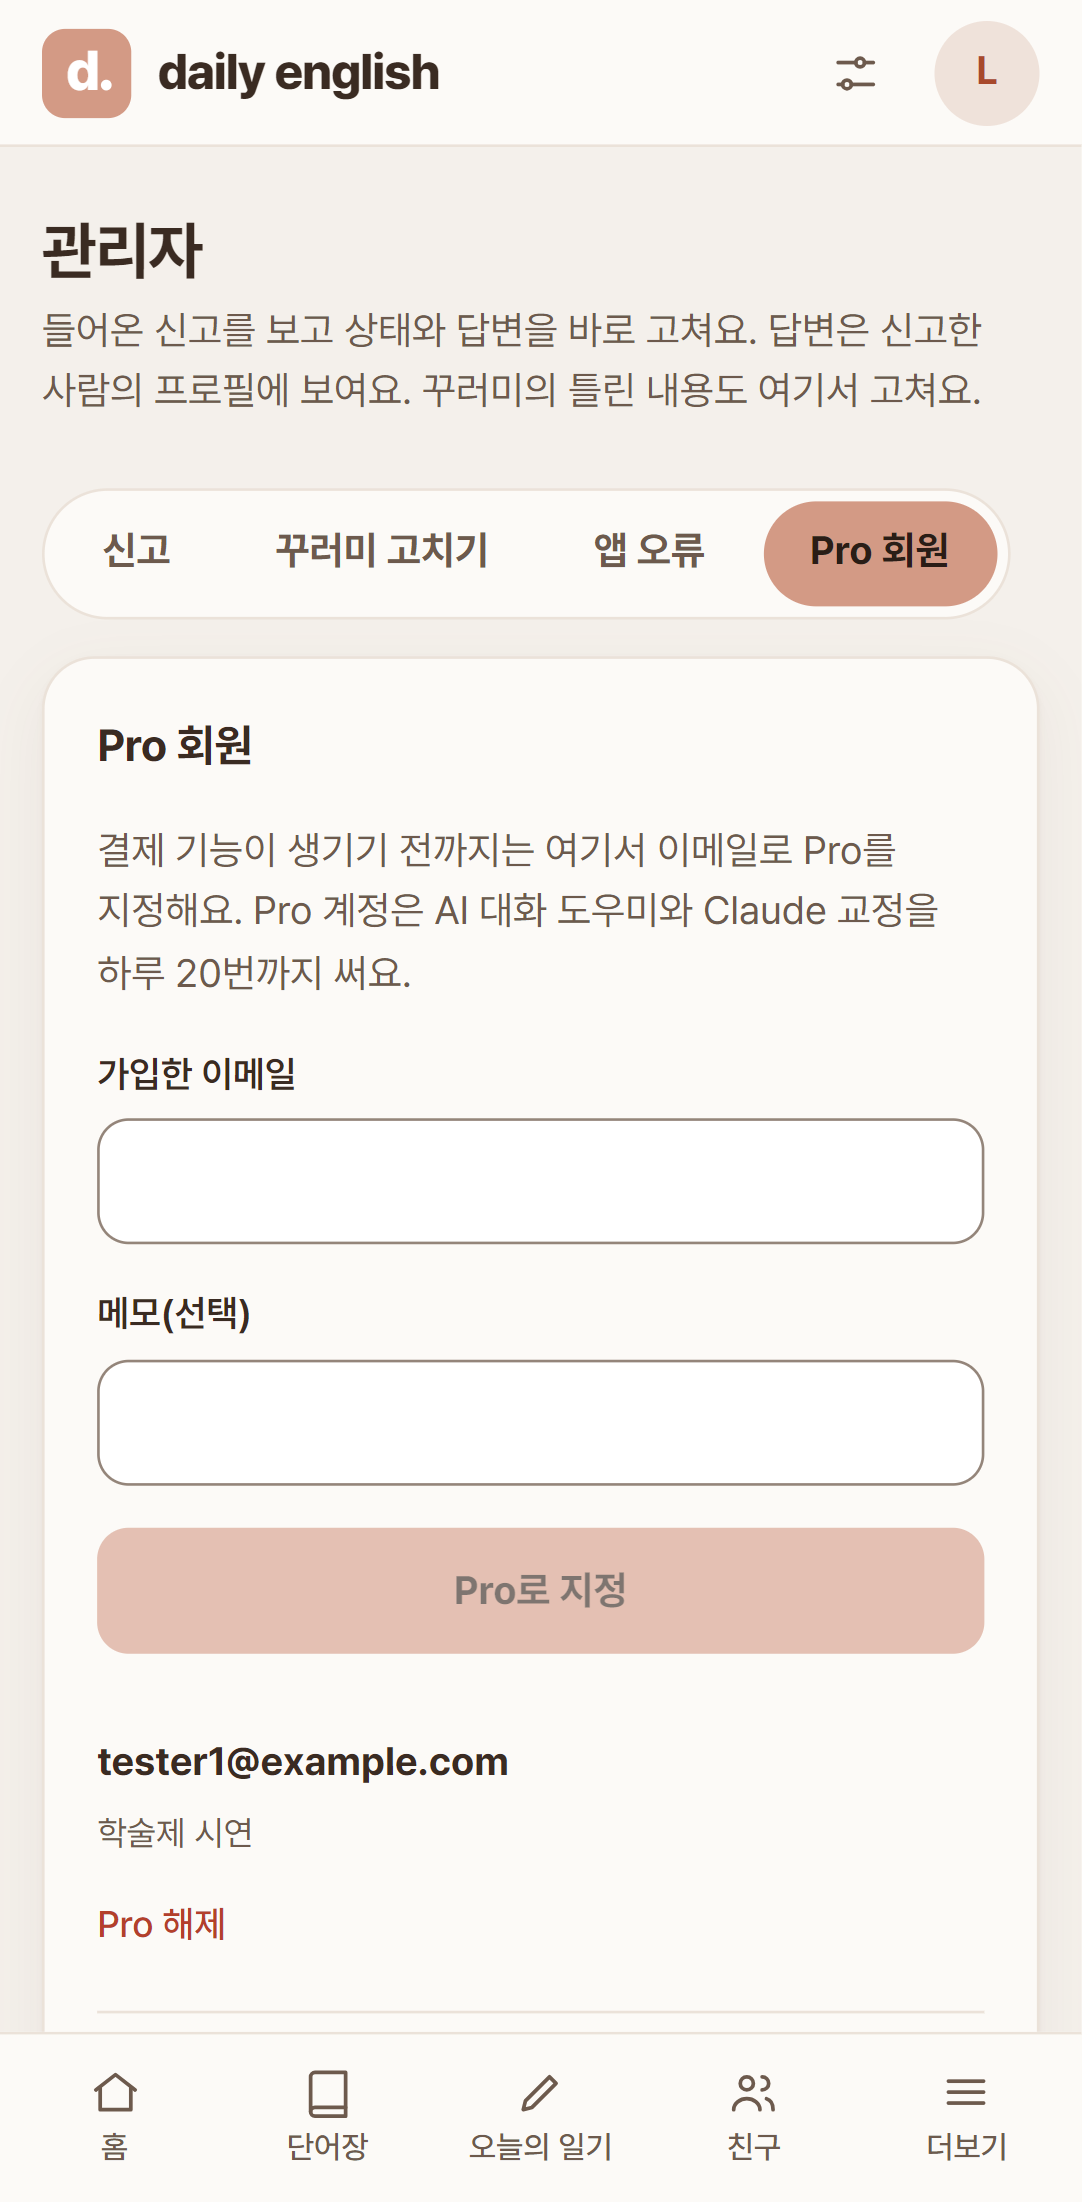 d. daily english
L
관리자
들어온 신고를 보고 상태와 답변을 바로 고쳐요. 답변은 신고한
사람의 프로필에 보여요. 꾸러미의 틀린 내용도 여기서 고쳐요.
신고 꾸러미 고치기 앱 오류 Pro 회원
Pro 회원
결제 기능이 생기기 전까지는 여기서 이메일로 Pro를
지정해요. Pro 계정은 AI 대화 도우미와 Claude 교정을
하루 20번까지 써요.
가입한 이메일
메모(선택)
Pro로 지정
tester1@example.com
학술제 시연
Pro 해제
홈 단어장 오늘의 일기 친구 더보기